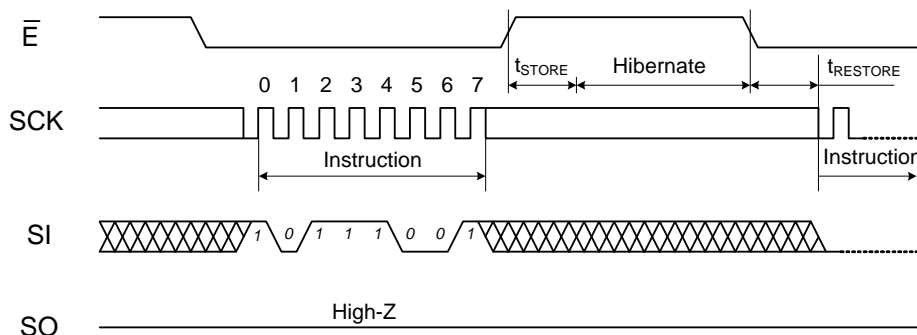 E̅
t_STORE Hibernate t_RESTORE
0 1 2 3 4 5 6 7
SCK
Instruction Instruction
SI 1 0 1 1 1 0 0 1
High-Z
SO